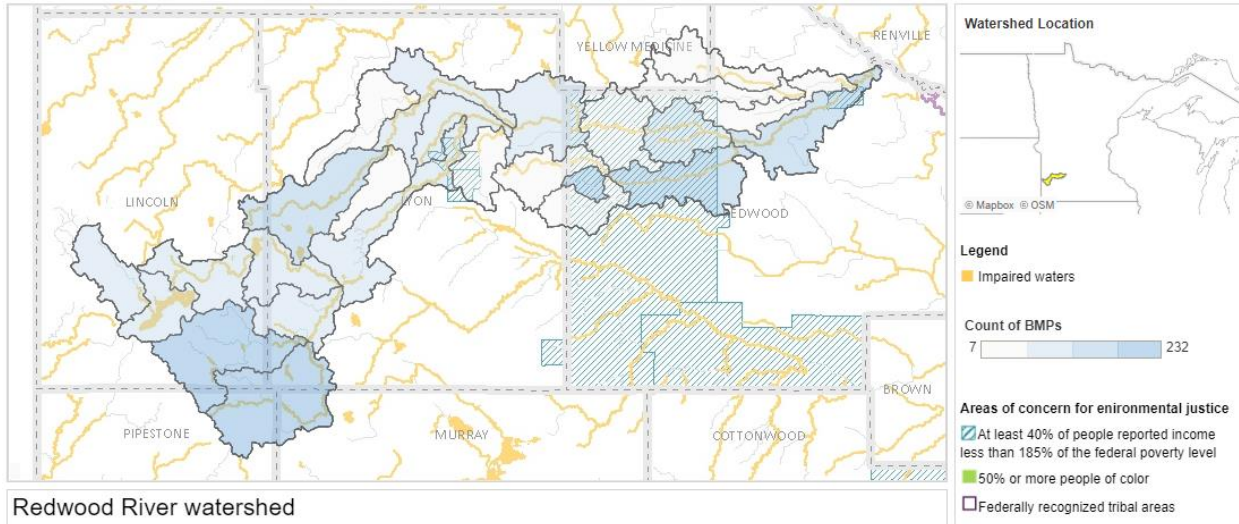 RENVILLE
YELLOW MEDICINE
LINCOLN
LYON
REDWOOD
BROWN
PIPESTONE
MURRAY
COTTONWOOD
Redwood River watershed
Watershed Location
© Mapbox © OSM
Legend
Impaired waters
Count of BMPs
7 232
Areas of concern for enironmental justice
At least 40% of people reported income
less than 185% of the federal poverty level
50% or more people of color
Federally recognized tribal areas